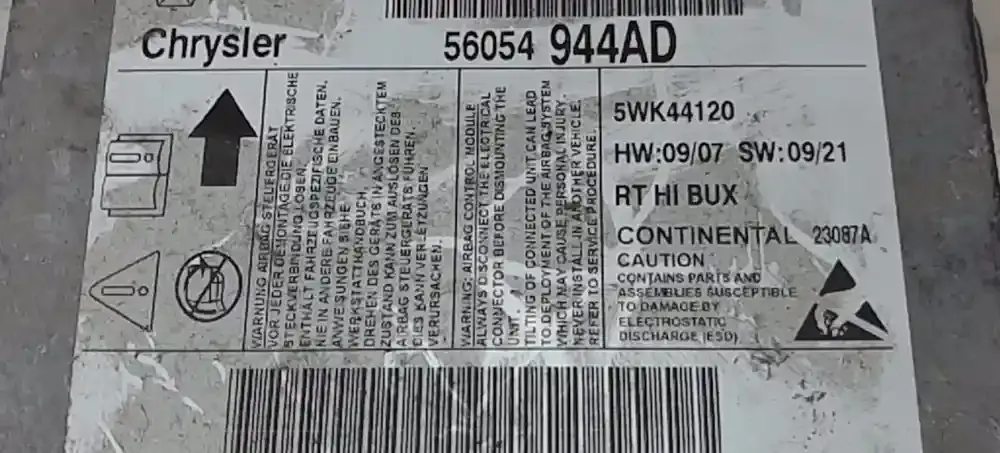 Chrysler 56054 944AD
WARNUNG AIRBAG STEUERGERÄT
VOR JEDER DEMONTAGE DIE ELEKTRISCHE
STECKVERBINDUNG LÖSEN.
ENTHÄLT FAHRZEUGSPEZIFISCHE DATEN.
NIE IN ANDERE FAHRZEUGE EINBAUEN.
ANWEISUNGEN SIEHE
WERKSTATTHANDBUCH.
DREHEN DES GERÄTS IN ANGESTECKTEM
ZUSTAND KANN ZUM AUSLÖSEN DES
AIRBAG STEUERGERÄTS FÜHREN.
DIES KANN VERLETZUNGEN
VERURSACHEN.
WARNING: AIRBAG CONTROL MODULE
ALWAYS DISCONNECT THE ELECTRICAL
CONNECTOR BEFORE DISMOUNTING THE
UNIT.
TILTING OF CONNECTED UNIT CAN LEAD
TO DEPLOYMENT OF THE AIRBAG SYSTEM
WHICH MAY CAUSE PERSONAL INJURY.
NEVER INSTALL IN ANOTHER VEHICLE.
REFER TO SERVICE PROCEDURE.
5WK44120
HW:09/07 SW:09/21
RT HI BUX
CONTINENTAL 23087A
CAUTION
CONTAINS PARTS AND
ASSEMBLIES SUSCEPTIBLE
TO DAMAGE BY
ELECTROSTATIC
DISCHARGE (ESD)